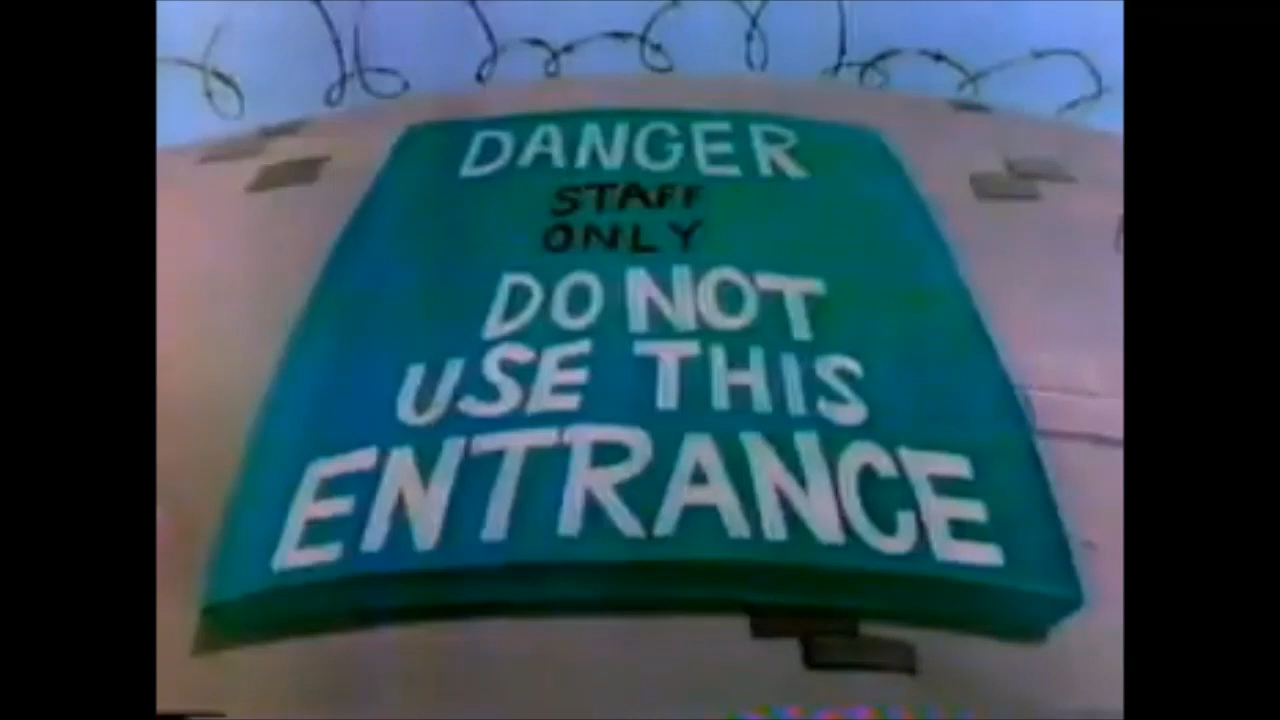 DANGER
STAFF
ONLY
DO NOT
USE THIS
ENTRANCE